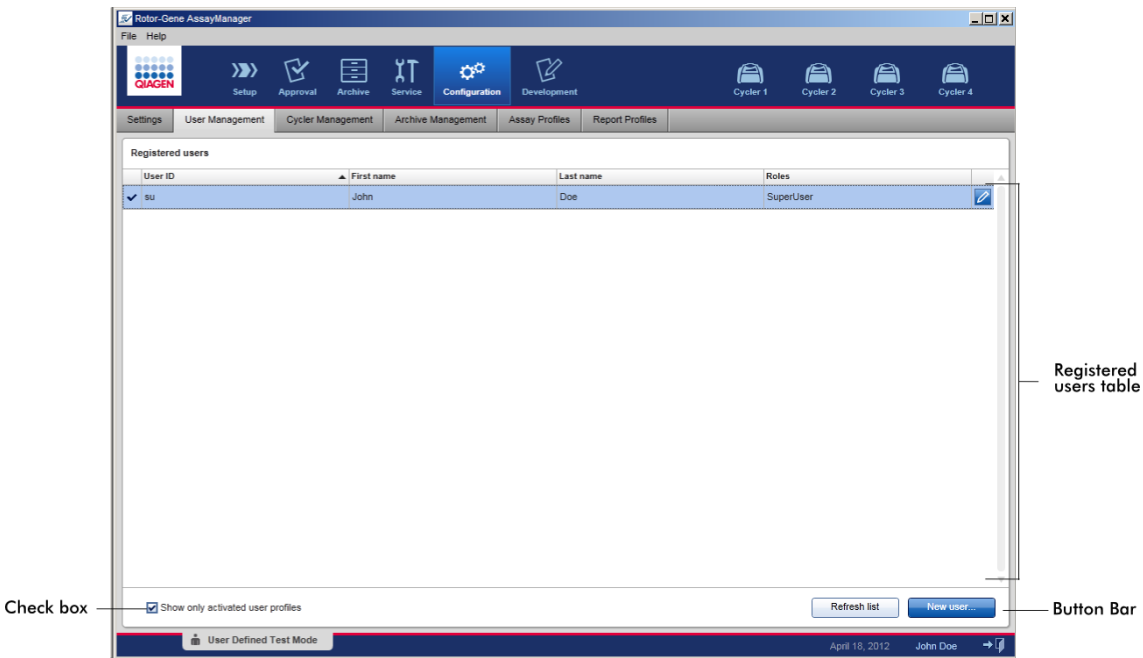 Rotor-Gene AssayManager
File Help
QIAGEN
Setup Approval Archive Service Configuration Development Cycler 1 Cycler 2 Cycler 3 Cycler 4
Settings User Management Cycler Management Archive Management Assay Profiles Report Profiles
Registered users
User ID First name Last name Roles
su John Doe SuperUser
Registered
users table
Check box
Show only activated user profiles
Refresh list New user...
Button Bar
User Defined Test Mode
April 18, 2012 John Doe